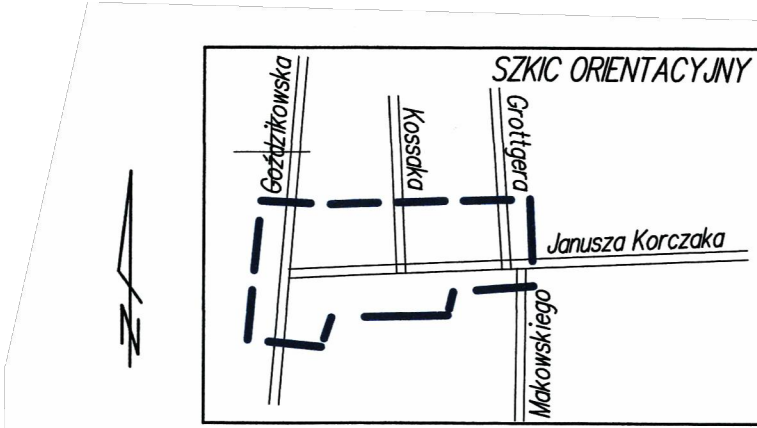 SZKIC ORIENTACYJNY
Goździkowska
Kossaka
Grottgera
Janusza Korczaka
Makowskiego
N